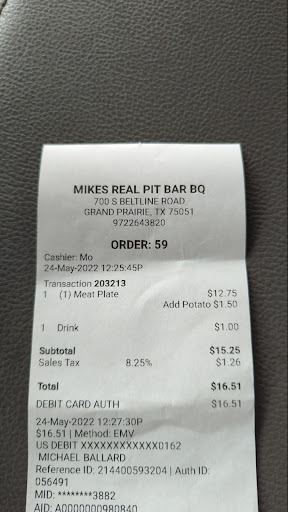 MIKES REAL PIT BAR BQ
700 S BELTLINE ROAD
GRAND PRAIRIE, TX 75051
9722643820
ORDER: 59
Cashier: Mo
24-May-2022 12:25:45P
Transaction 203213
1 (1) Meat Plate $12.75
Add Potato $1.50
1 Drink $1.00
Subtotal $15.25
Sales Tax 8.25% $1.26
Total $16.51
DEBIT CARD AUTH $16.51
24-May-2022 12:27:30P
$16.51 | Method: EMV
US DEBIT XXXXXXXXXXXX0162
MICHAEL BALLARD
Reference ID: 214400593204 | Auth ID:
056491
MID: ********3882
AID: A0000000980840